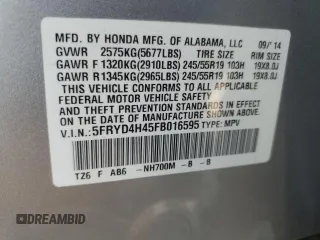 MFD. BY HONDA MFG. OF ALABAMA, LLC 09/'14
GVWR 2575KG(5677LBS) TIRE SIZE RIM SIZE
GAWR F 1320KG(2910LBS) 245/55R19 103H 19X8.0J
GAWR R1345KG(2965LBS) 245/55R19 103H 19X8.0J
THIS VEHICLE CONFORMS TO ALL APPLICABLE FEDERAL MOTOR VEHICLE SAFETY AND THEFT PREVENTION STANDARDS IN EFFECT ON THE DATE OF MANUFACTURE SHOWN ABOVE.
V.I.N:5FRYD4H45FB016595 TYPE:MPV
TZ6 F AB6 -NH700M -B -B
DREAMBID
dreambid.com